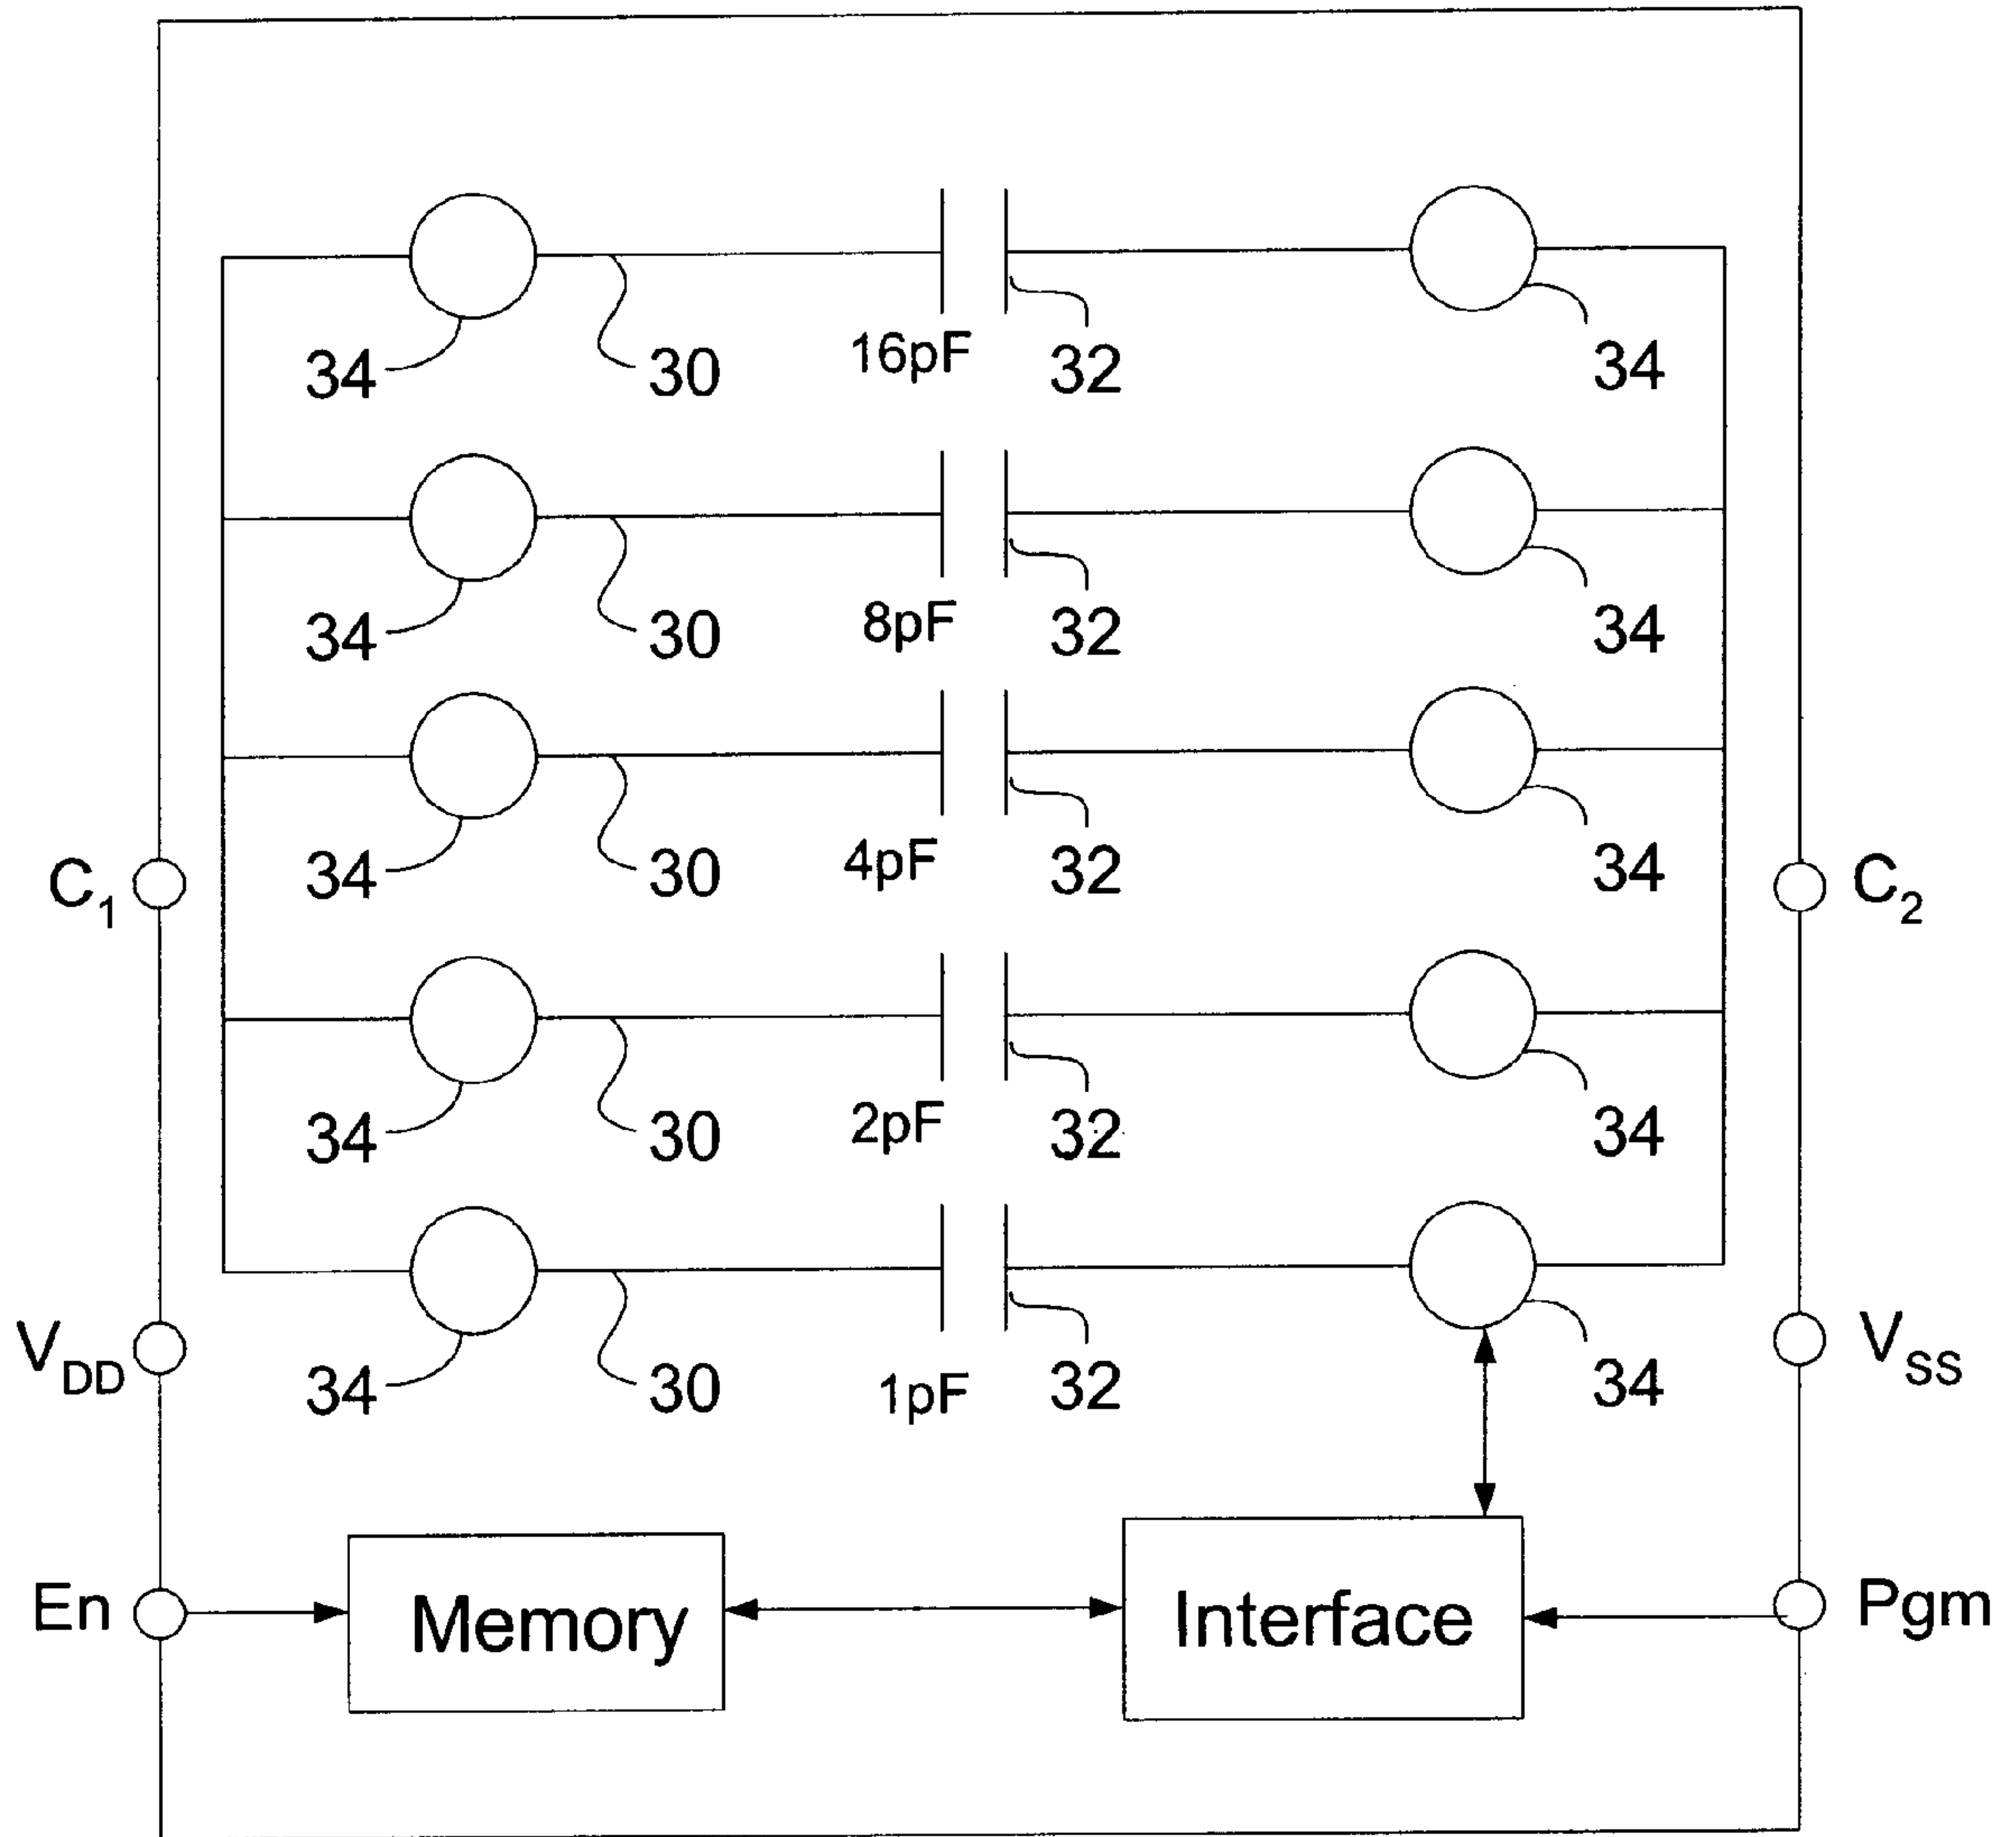 34 30 16pF 32 34
34 30 8pF 32 34
34 30 4pF 32 34
C1 C2
34 30 2pF 32 34
VDD VSS
34 30 1pF 32 34
En Memory Interface Pgm